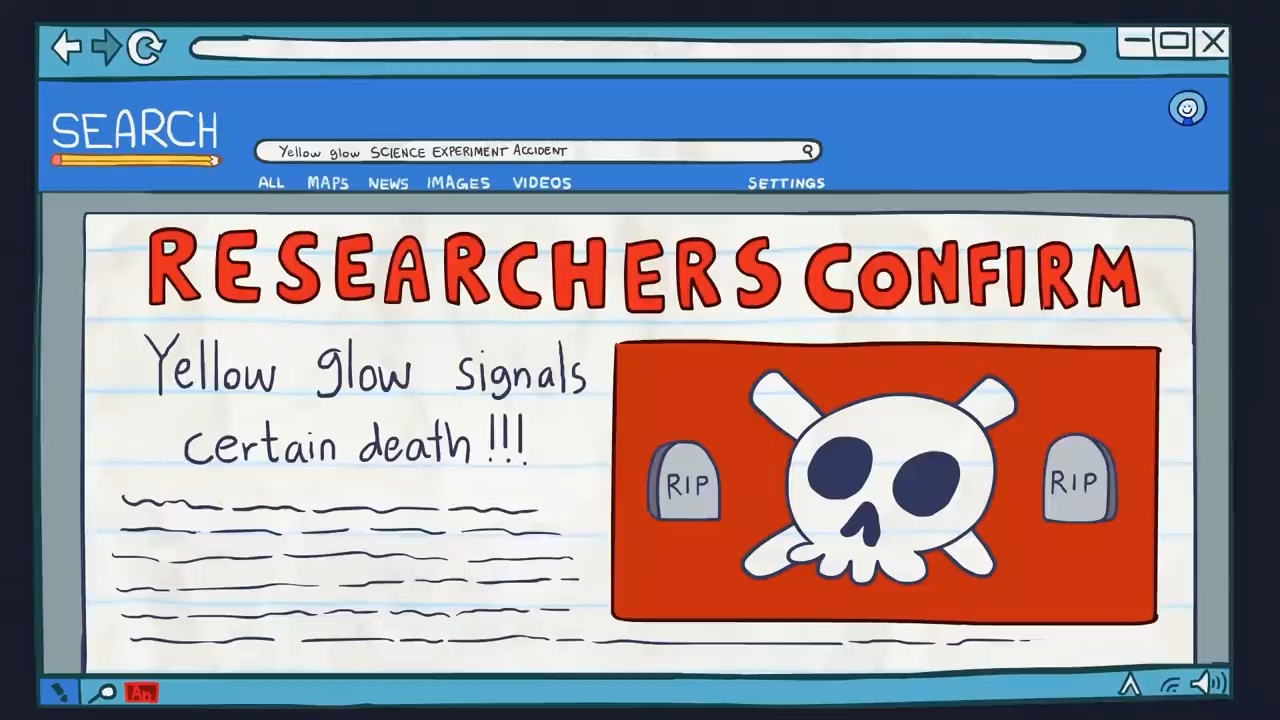 SEARCH
Yellow glow SCIENCE EXPERIMENT ACCIDENT
ALL MAPS NEWS IMAGES VIDEOS SETTINGS
RESEARCHERS CONFIRM
Yellow glow signals
certain death !!!
RIP
RIP
An